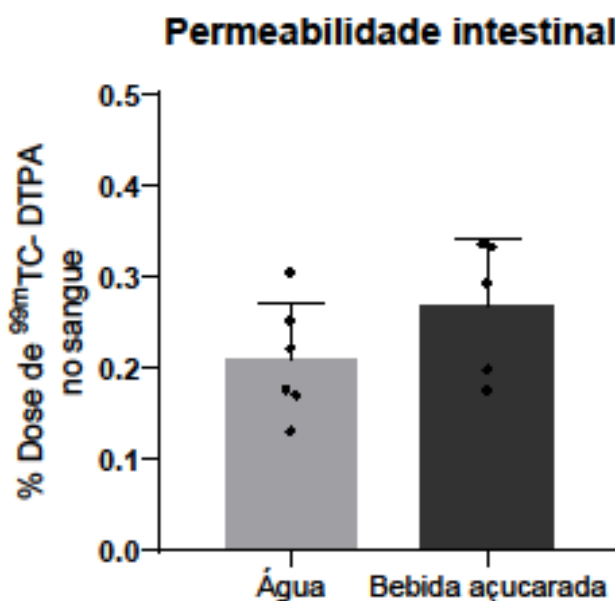 Permeabilidade intestinal
0.5
0.4
0.3
0.2
0.1
0.0
% Dose de 99mTC- DTPA
no sangue
Água
Bebida açucarada